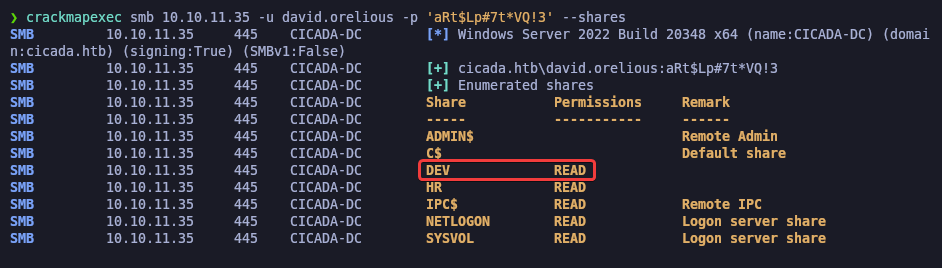 ❯ crackmapexec smb 10.10.11.35 -u david.orelious -p 'aRt$Lp#7t*VQ!3' --shares
SMB         10.10.11.35     445    CICADA-DC        [*] Windows Server 2022 Build 20348 x64 (name:CICADA-DC) (domai
n:cicada.htb) (signing:True) (SMBv1:False)
SMB         10.10.11.35     445    CICADA-DC        [+] cicada.htb\david.orelious:aRt$Lp#7t*VQ!3
SMB         10.10.11.35     445    CICADA-DC        [+] Enumerated shares
SMB         10.10.11.35     445    CICADA-DC        Share           Permissions     Remark
SMB         10.10.11.35     445    CICADA-DC        -----           -----------     ------
SMB         10.10.11.35     445    CICADA-DC        ADMIN$                          Remote Admin
SMB         10.10.11.35     445    CICADA-DC        C$                              Default share
SMB         10.10.11.35     445    CICADA-DC        DEV             READ
SMB         10.10.11.35     445    CICADA-DC        HR              READ
SMB         10.10.11.35     445    CICADA-DC        IPC$            READ            Remote IPC
SMB         10.10.11.35     445    CICADA-DC        NETLOGON        READ            Logon server share
SMB         10.10.11.35     445    CICADA-DC        SYSVOL          READ            Logon server share